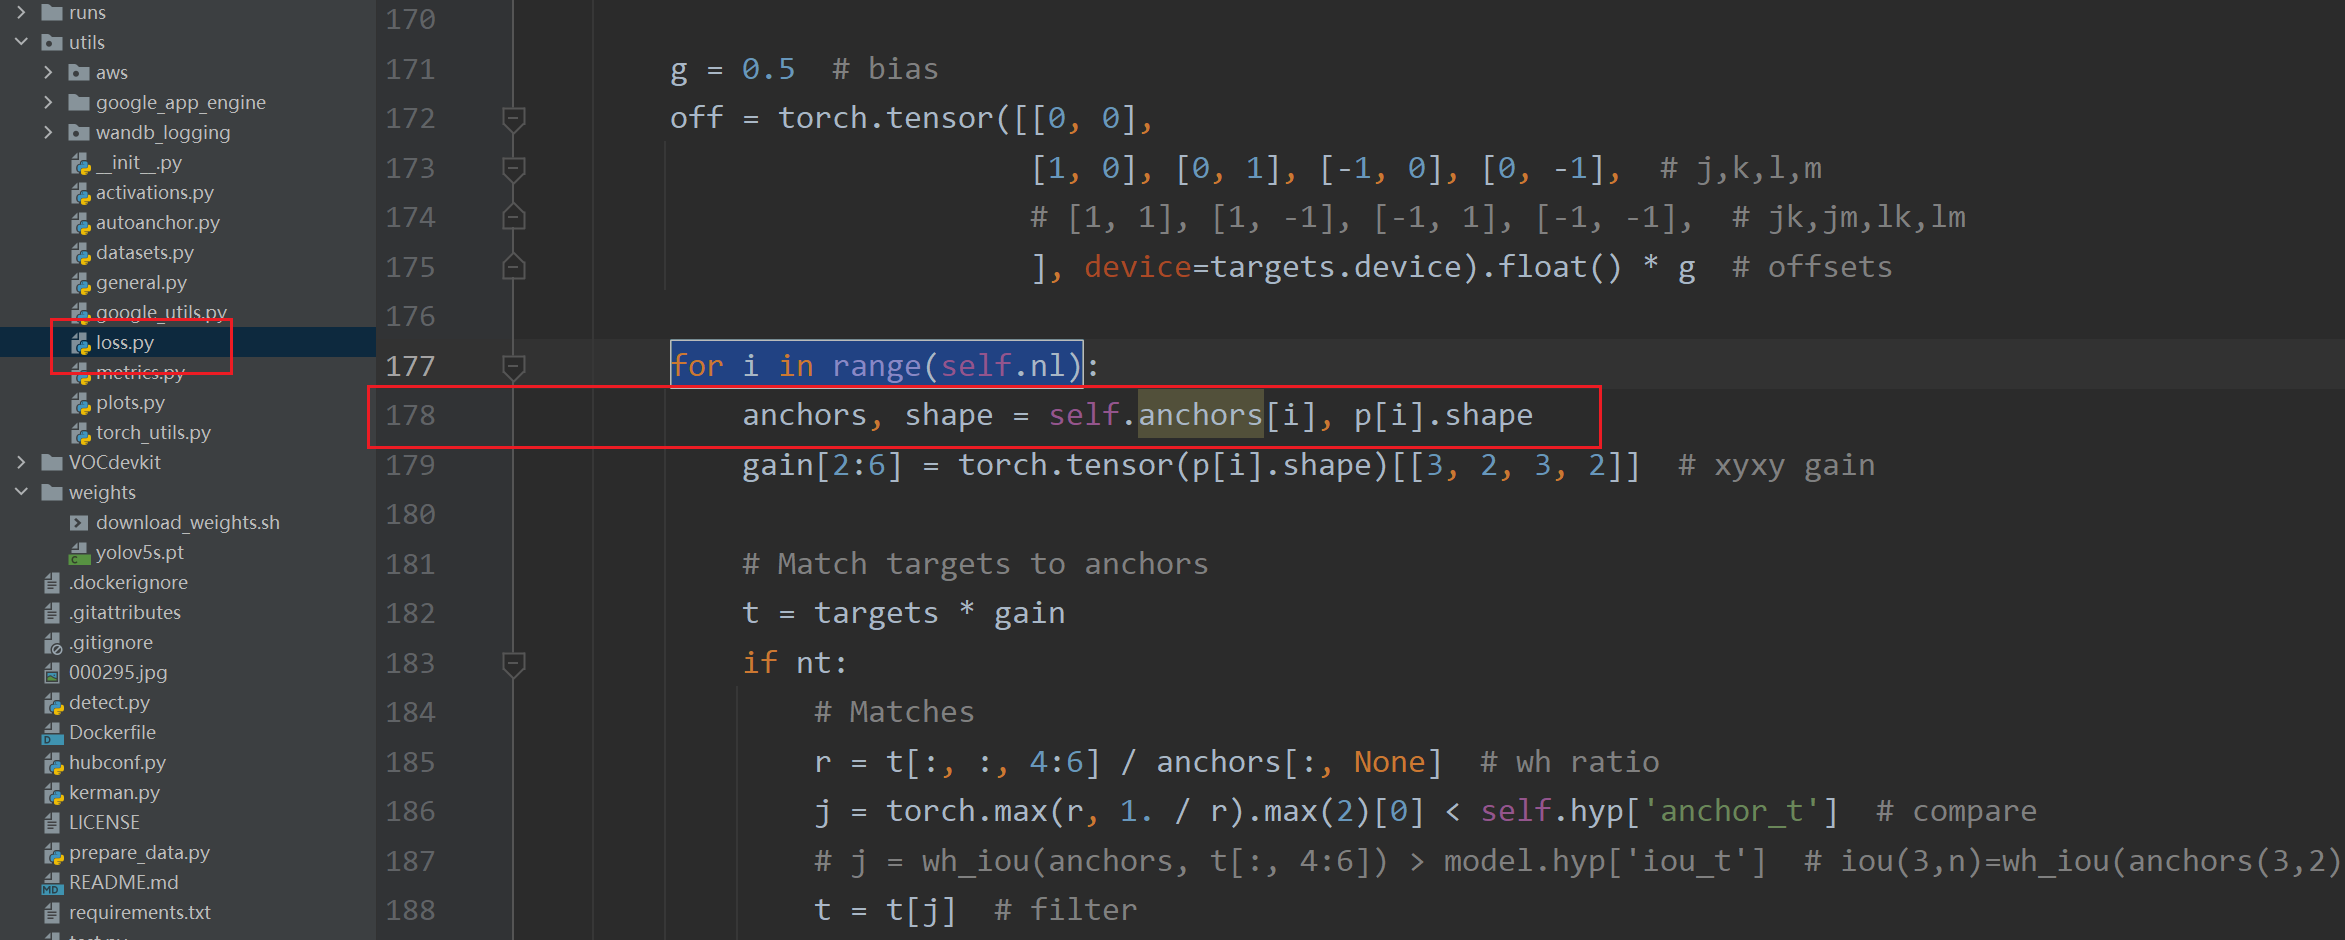 runs
utils
aws
google_app_engine
wandb_logging
__init__.py
activations.py
autoanchor.py
datasets.py
general.py
google_utils.py
loss.py
metrics.py
plots.py
torch_utils.py
VOCdevkit
weights
download_weights.sh
yolov5s.pt
.dockerignore
.gitattributes
.gitignore
000295.jpg
detect.py
Dockerfile
hubconf.py
kerman.py
LICENSE
prepare_data.py
README.md
requirements.txt
test.py
170
171 g = 0.5  # bias
172 off = torch.tensor([[0, 0],
173 [1, 0], [0, 1], [-1, 0], [0, -1],  # j,k,l,m
174 # [1, 1], [1, -1], [-1, 1], [-1, -1],  # jk,jm,lk,lm
175 ], device=targets.device).float() * g  # offsets
176
177 for i in range(self.nl):
178 anchors, shape = self.anchors[i], p[i].shape
179 gain[2:6] = torch.tensor(p[i].shape)[[3, 2, 3, 2]]  # xyxy gain
180
181 # Match targets to anchors
182 t = targets * gain
183 if nt:
184 # Matches
185 r = t[:, :, 4:6] / anchors[:, None]  # wh ratio
186 j = torch.max(r, 1. / r).max(2)[0] < self.hyp['anchor_t']  # compare
187 # j = wh_iou(anchors, t[:, 4:6]) > model.hyp['iou_t']  # iou(3,n)=wh_iou(anchors(3,2)
188 t = t[j]  # filter